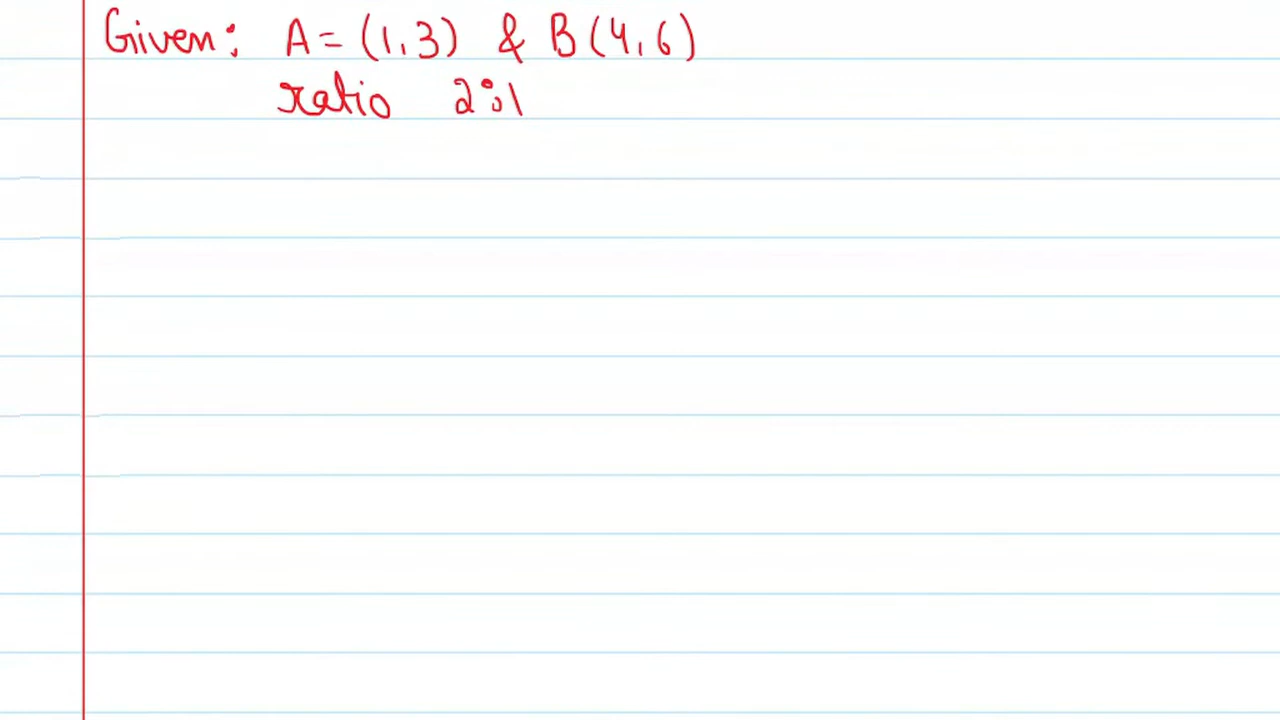 Given: A = (1,3) & B(4,6)
ratio 2:1